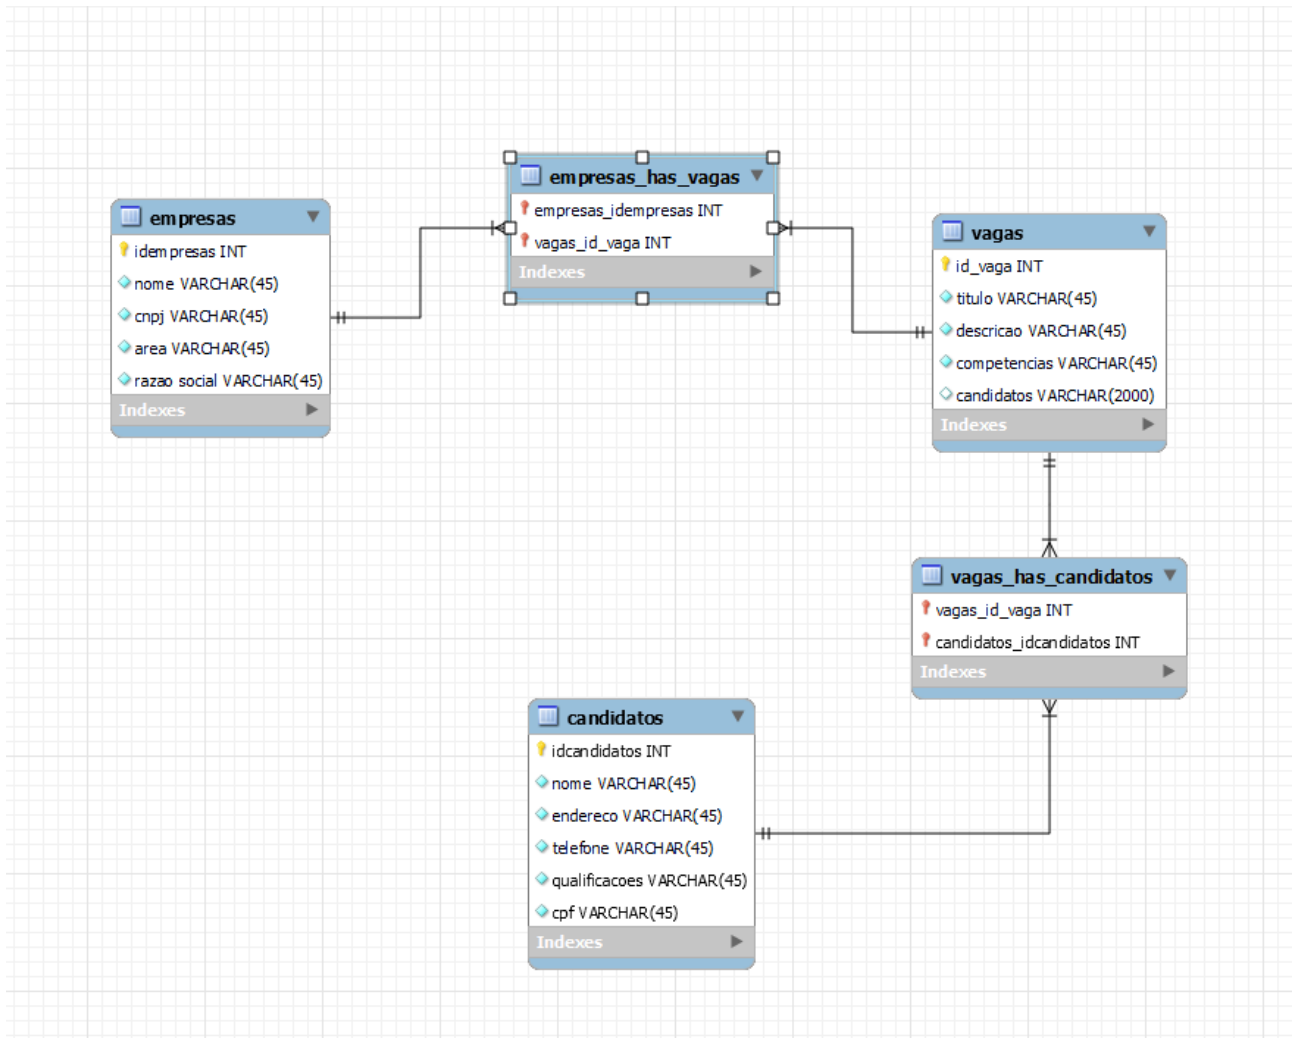 empresas
idempresas INT
nome VARCHAR(45)
cnpj VARCHAR(45)
area VARCHAR(45)
razao social VARCHAR(45)
Indexes
empresas_has_vagas
empresas_idempresas INT
vagas_id_vaga INT
Indexes
vagas
id_vaga INT
titulo VARCHAR(45)
descricao VARCHAR(45)
competencias VARCHAR(45)
candidatos VARCHAR(2000)
Indexes
vagas_has_candidatos
vagas_id_vaga INT
candidatos_idcandidatos INT
Indexes
candidatos
idcandidatos INT
nome VARCHAR(45)
endereco VARCHAR(45)
telefone VARCHAR(45)
qualificacoes VARCHAR(45)
cpf VARCHAR(45)
Indexes